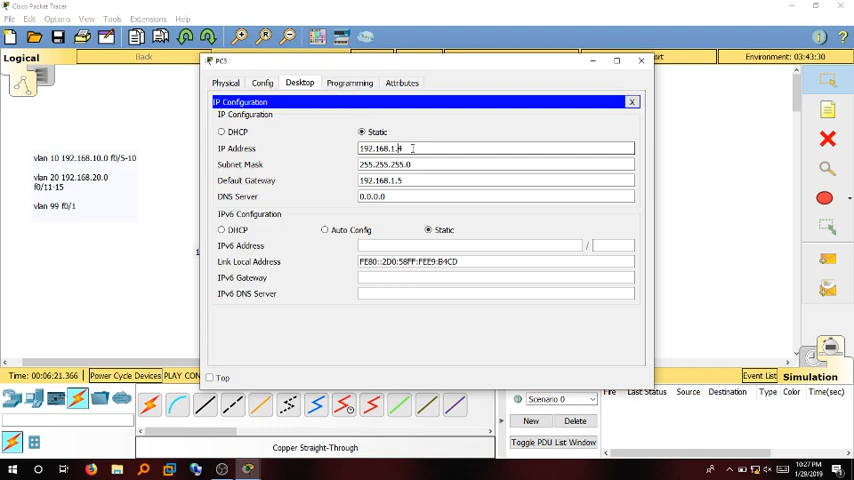 Cisco Packet Tracer
File Options View Tools Extensions Help
Logical Back Environment: 03:43:30
PC3
Physical Config Desktop Programming Attributes
IP Configuration X
IP Configuration
DHCP Static
IP Address 192.168.1.4
Subnet Mask 255.255.255.0
Default Gateway 192.168.1.5
DNS Server 0.0.0.0
IPv6 Configuration
DHCP Auto Config Static
IPv6 Address /
Link Local Address FE80::2D0:58FF:FEE9:B4CD
IPv6 Gateway
IPv6 DNS Server
Top
vlan 10 192.168.10.0 f0/5-10
vlan 20 192.168.20.0
f0/11-15
vlan 99 f0/1
Time: 06:21.366 Power Cycle Devices Event List Simulation
Scenario 0
New Delete
Toggle PDU List Window
Fire Last Status Source Destination Type Color Time(sec)
Copper Straight-Through
10:27 PM
1/29/2019